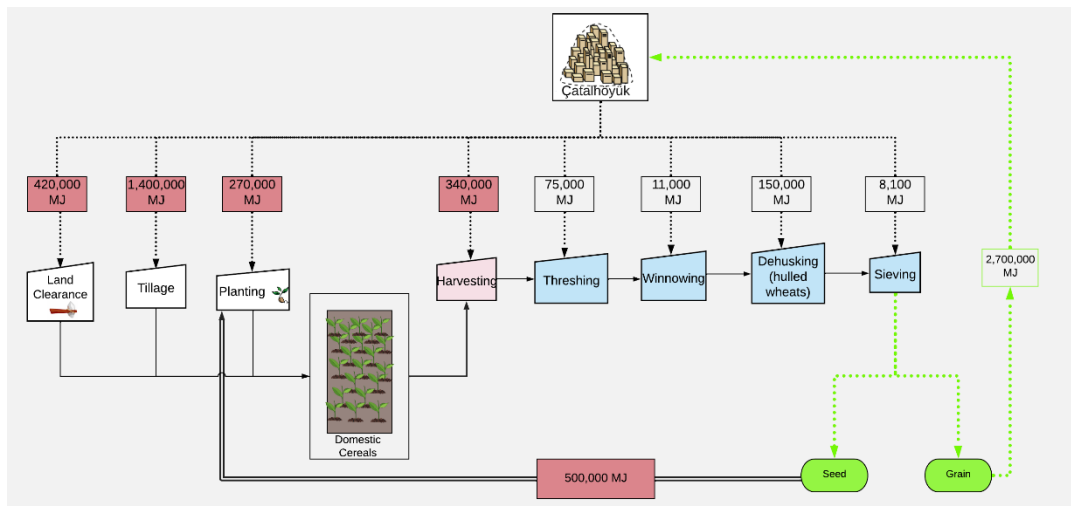 Çatalhöyük
420,000
MJ
1,400,000
MJ
270,000
MJ
340,000
MJ
75,000
MJ
11,000
MJ
150,000
MJ
8,100
MJ
2,700,000
MJ
Land
Clearance
Tillage
Planting
Harvesting
Threshing
Winnowing
Dehusking
(hulled
wheats)
Sieving
Domestic
Cereals
500,000 MJ
Seed
Grain